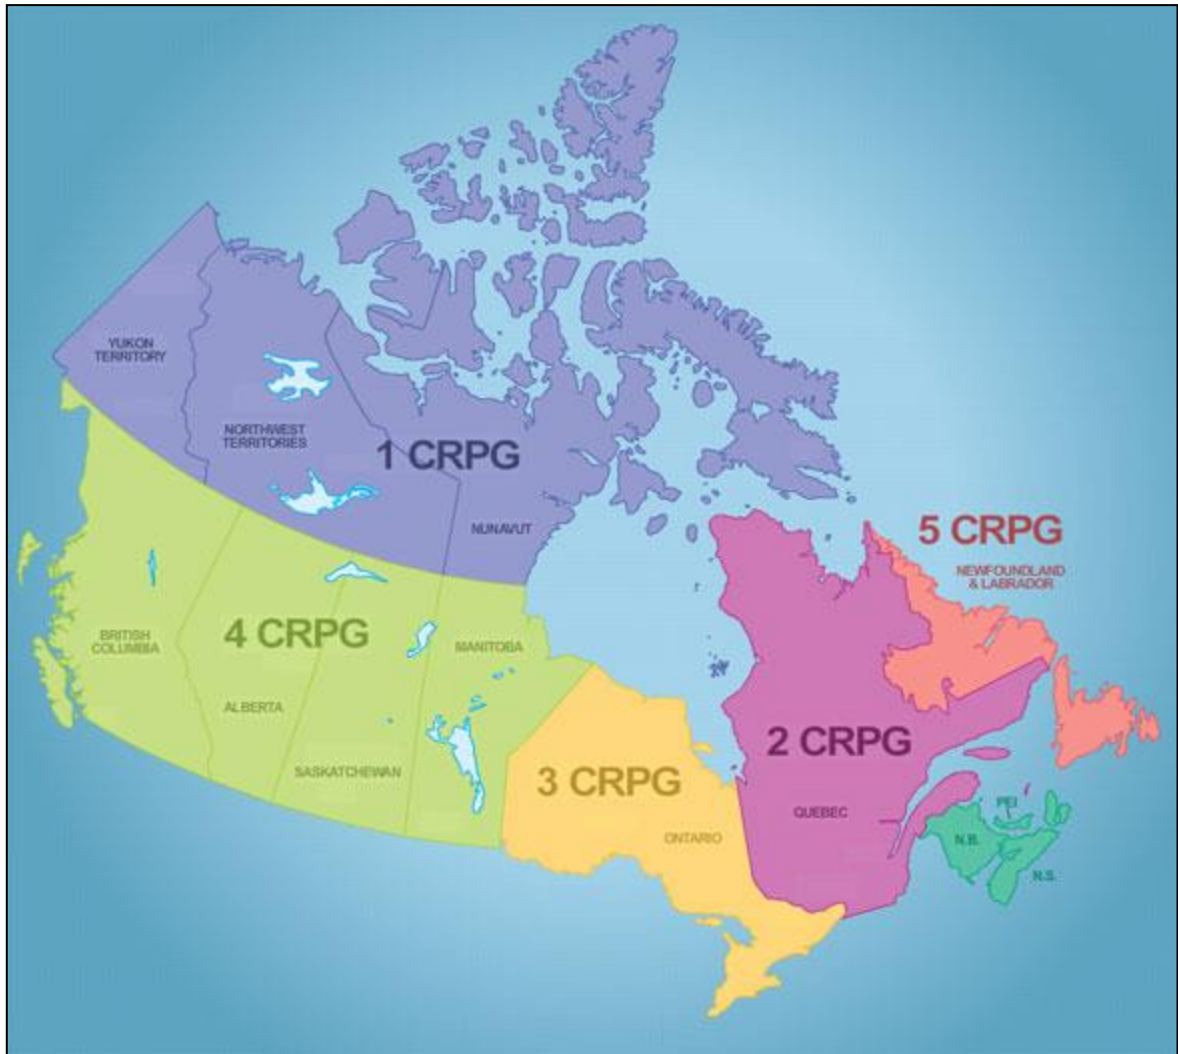 YUKON
TERRITORY
NORTHWEST
TERRITORIES
1 CRPG
NUNAVUT
5 CRPG
NEWFOUNDLAND
& LABRADOR
BRITISH
COLUMBIA
4 CRPG
MANITOBA
ALBERTA
SASKATCHEWAN
3 CRPG
ONTARIO
2 CRPG
QUEBEC
PEI
N.B.
N.S.